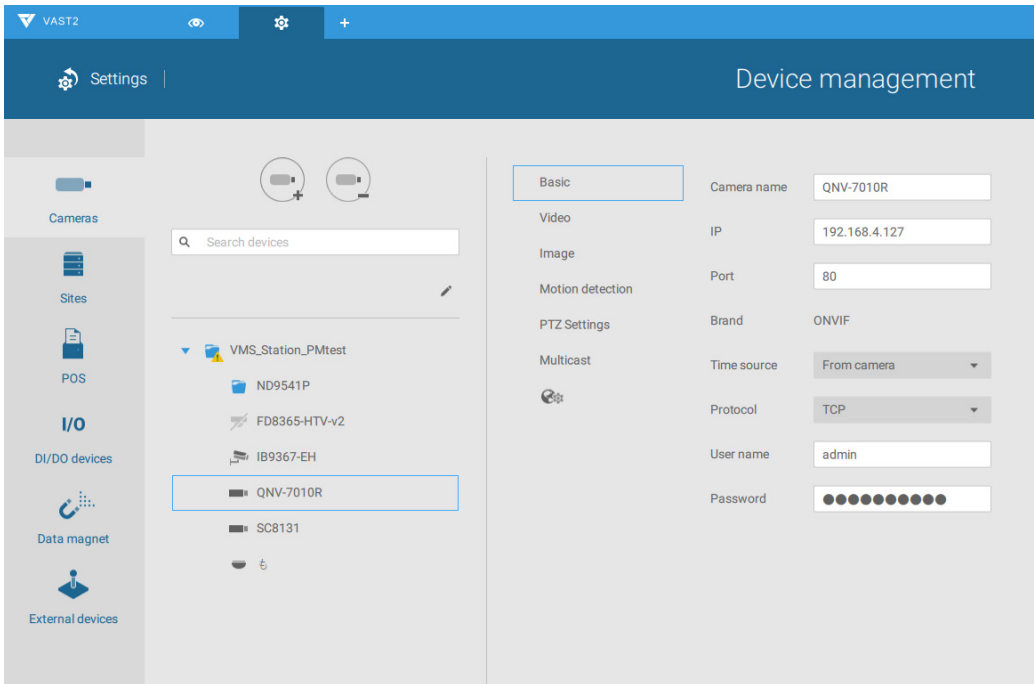 VAST2
+
Settings
Device management
Cameras
Sites
POS
I/O
DI/DO devices
Data magnet
External devices
Search devices
VMS_Station_PMtest
ND9541P
FD8365-HTV-v2
IB9367-EH
QNV-7010R
SC8131
も
Basic
Video
Image
Motion detection
PTZ Settings
Multicast
Camera name QNV-7010R
IP 192.168.4.127
Port 80
Brand ONVIF
Time source From camera
Protocol TCP
User name admin
Password ●●●●●●●●●●